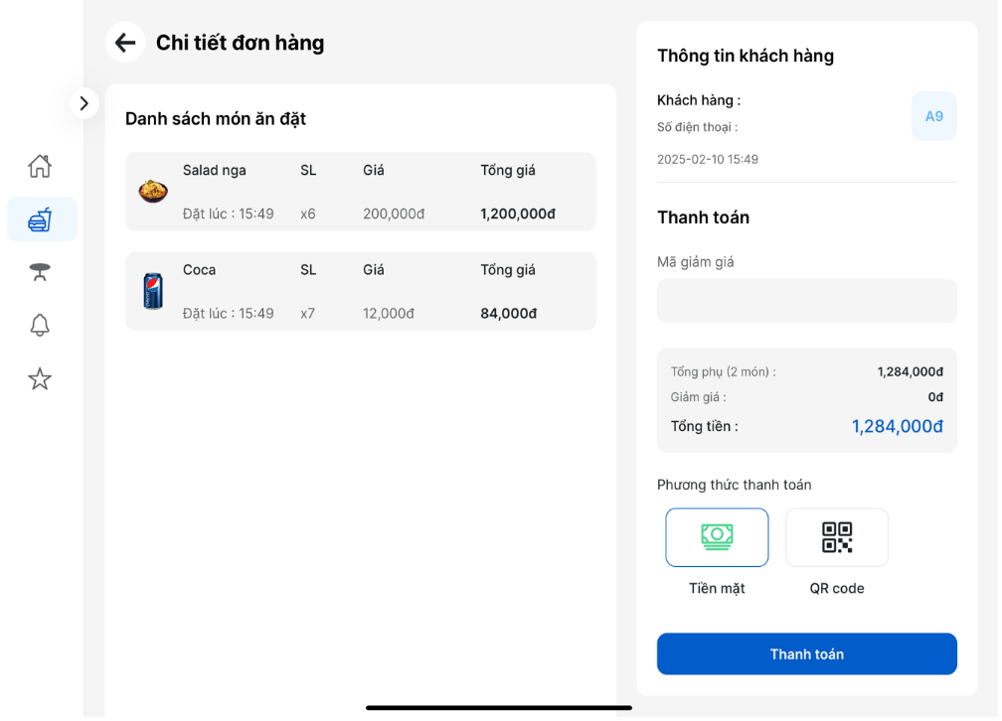 Chi tiết đơn hàng
Danh sách món ăn đặt
Salad nga SL Giá Tổng giá
Đặt lúc : 15:49 x6 200,000đ 1,200,000đ
Coca SL Giá Tổng giá
Đặt lúc : 15:49 x7 12,000đ 84,000đ
Thông tin khách hàng
Khách hàng :
A9
Số điện thoại :
2025-02-10 15:49
Thanh toán
Mã giảm giá
Tổng phụ (2 món) : 1,284,000đ
Giảm giá : 0đ
Tổng tiền : 1,284,000đ
Phương thức thanh toán
Tiền mặt QR code
Thanh toán